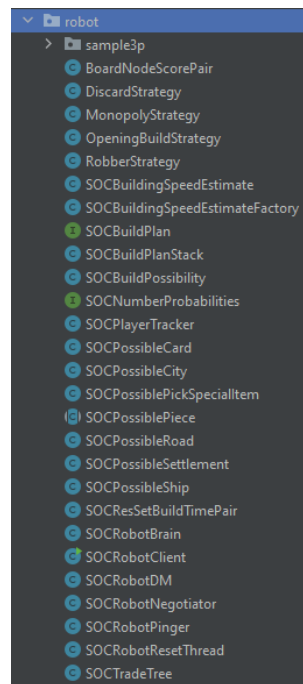 robot
sample3p
BoardNodeScorePair
DiscardStrategy
MonopolyStrategy
OpeningBuildStrategy
RobberStrategy
SOCBuildingSpeedEstimate
SOCBuildingSpeedEstimateFactory
SOCBuildPlan
SOCBuildPlanStack
SOCBuildPossibility
SOCNumberProbabilities
SOCPlayerTracker
SOCPossibleCard
SOCPossibleCity
SOCPossiblePickSpecialItem
SOCPossiblePiece
SOCPossibleRoad
SOCPossibleSettlement
SOCPossibleShip
SOCResSetBuildTimePair
SOCRobotBrain
SOCRobotClient
SOCRobotDM
SOCRobotNegotiator
SOCRobotPinger
SOCRobotResetThread
SOCTradeTree